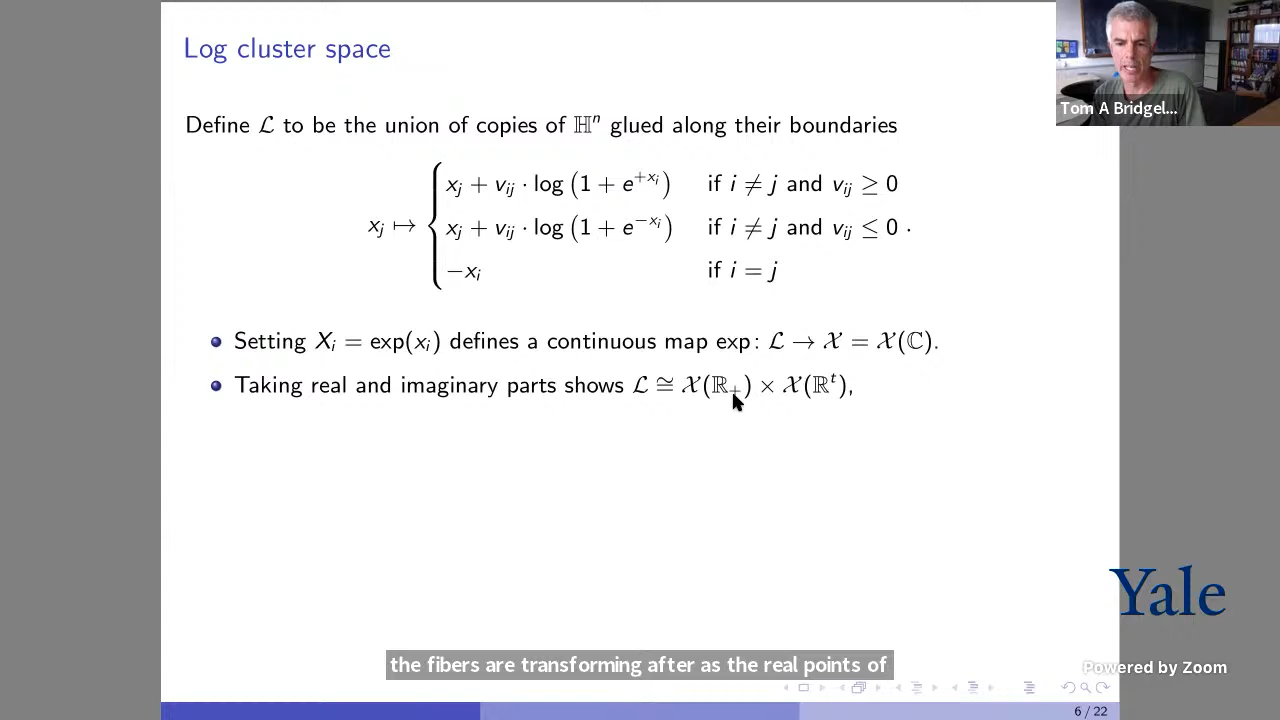 Log cluster space
Tom A Bridgel...
Define ℒ to be the union of copies of ℍⁿ glued along their boundaries
x_j ↦ { x_j + v_ij · log (1 + e^{+x_i}) if i ≠ j and v_ij ≥ 0
x_j + v_ij · log (1 + e^{−x_i}) if i ≠ j and v_ij ≤ 0 .
−x_i if i = j
Setting X_i = exp(x_i) defines a continuous map exp: ℒ → 𝒳 = 𝒳(ℂ).
Taking real and imaginary parts shows ℒ ≅ 𝒳(ℝ₊) × 𝒳(ℝᵗ),
Yale
the fibers are transforming after as the real points of
Powered by Zoom
6 / 22